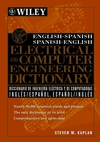 WILEY
ENGLISH-SPANISH
SPANISH-ENGLISH
ELECTRICAL
AND COMPUTER
ENGINEERING
DICTIONARY
DICCIONARIO DE INGENIERÍA ELÉCTRICA Y DE COMPUTADORAS
INGLÉS/ESPAÑOL, ESPAÑOL/INGLÉS
STEVEN M. KAPLAN